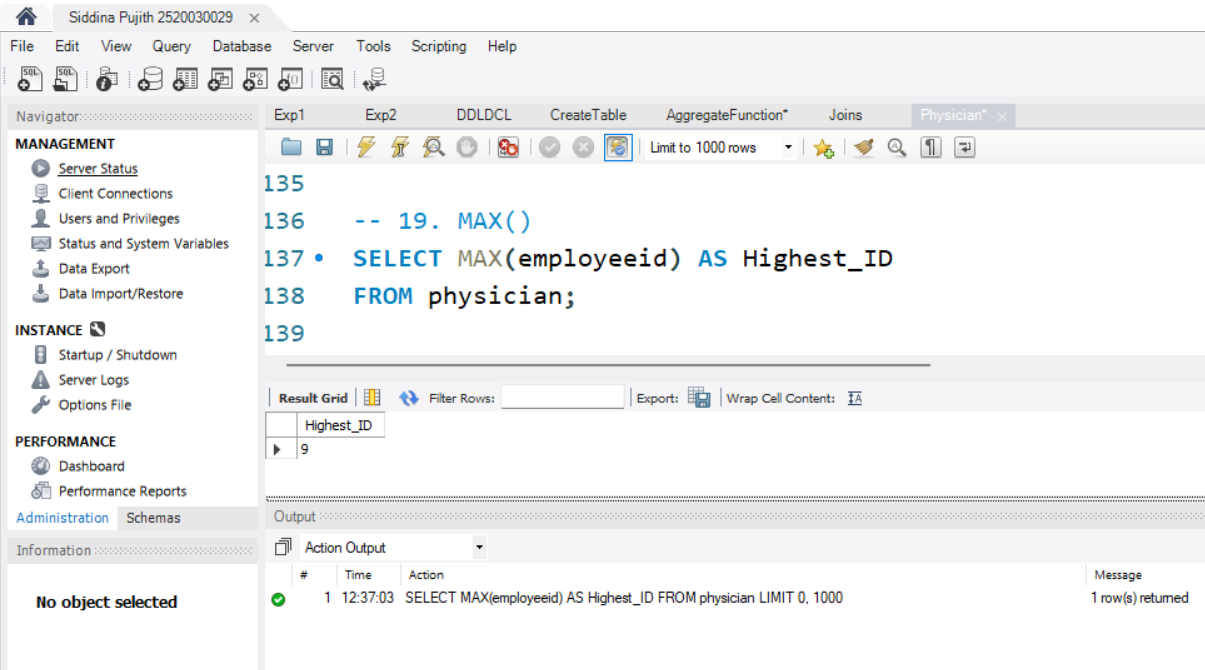 Siddina Pujith 2520030029 ×
File Edit View Query Database Server Tools Scripting Help
Navigator
MANAGEMENT
Server Status
Client Connections
Users and Privileges
Status and System Variables
Data Export
Data Import/Restore
INSTANCE
Startup / Shutdown
Server Logs
Options File
PERFORMANCE
Dashboard
Performance Reports
Administration Schemas
Information
No object selected
Exp1 Exp2 DDLDCL CreateTable AggregateFunction* Joins Physician* ×
Limit to 1000 rows
135
136 -- 19. MAX()
137 SELECT MAX(employeeid) AS Highest_ID
138 FROM physician;
139
Result Grid Filter Rows: Export: Wrap Cell Content:
Highest_ID
9
Output
Action Output
# Time Action Message
1 12:37:03 SELECT MAX(employeeid) AS Highest_ID FROM physician LIMIT 0, 1000 1 row(s) returned